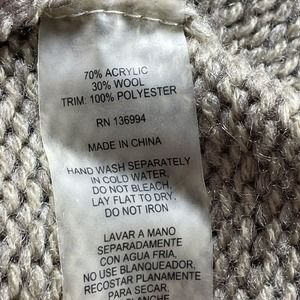 70% ACRYLIC
30% WOOL
TRIM: 100% POLYESTER
RN 136994
MADE IN CHINA
HAND WASH SEPARATELY
IN COLD WATER,
DO NOT BLEACH,
LAY FLAT TO DRY,
DO NOT IRON
LAVAR A MANO
SEPARADAMENTE
CON AGUA FRIA,
NO USE BLANQUEADOR,
RECOSTAR PLANAMENTE
PARA SECAR,
PLANCHE